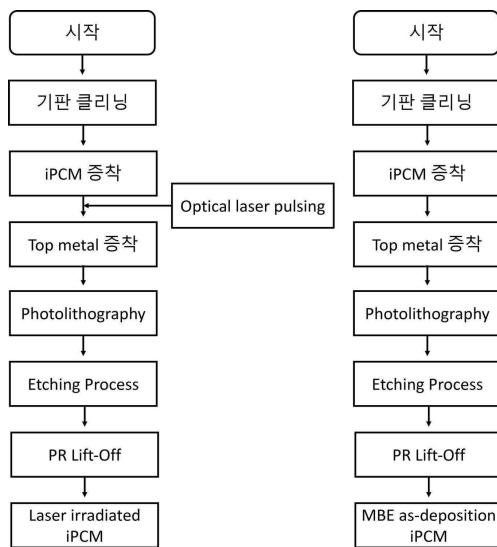 시작
기판 클리닝
iPCM 증착
Optical laser pulsing
Top metal 증착
Photolithography
Etching Process
PR Lift-Off
Laser irradiated
iPCM
시작
기판 클리닝
iPCM 증착
Top metal 증착
Photolithography
Etching Process
PR Lift-Off
MBE as-deposition
iPCM